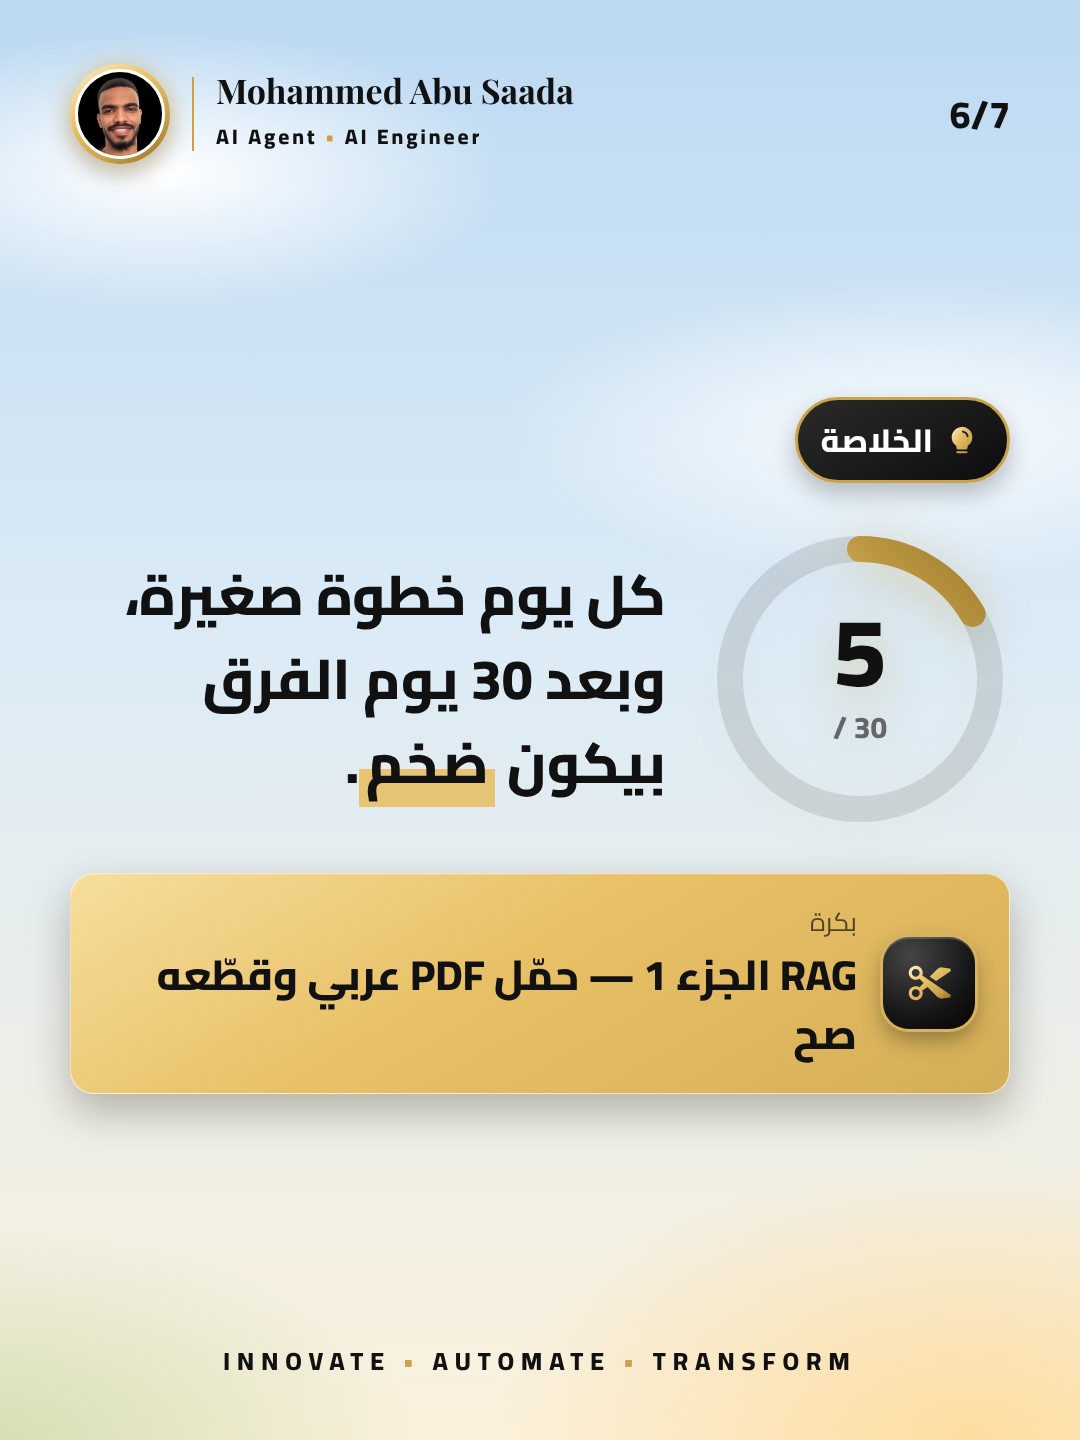 Mohammed Abu Saada
AI Agent ▪ AI Engineer
6/7
الخلاصة
5
/ 30
كل يوم خطوة صغيرة،
وبعد 30 يوم الفرق
بيكون ضخم.
بكرة
RAG الجزء 1 — حمّل PDF عربي وقطّعه
صح
INNOVATE ▪ AUTOMATE ▪ TRANSFORM